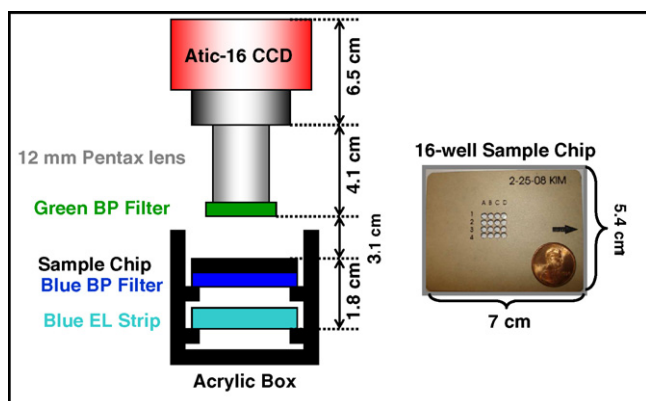 Atic-16 CCD
6.5 cm
12 mm Pentax lens
4.1 cm
Green BP Filter
3.1 cm
Sample Chip
Blue BP Filter
1.8 cm
Blue EL Strip
Acrylic Box
16-well Sample Chip
2-25-08 KIM
A B C D
1
2
3
4
5.4 cm
7 cm